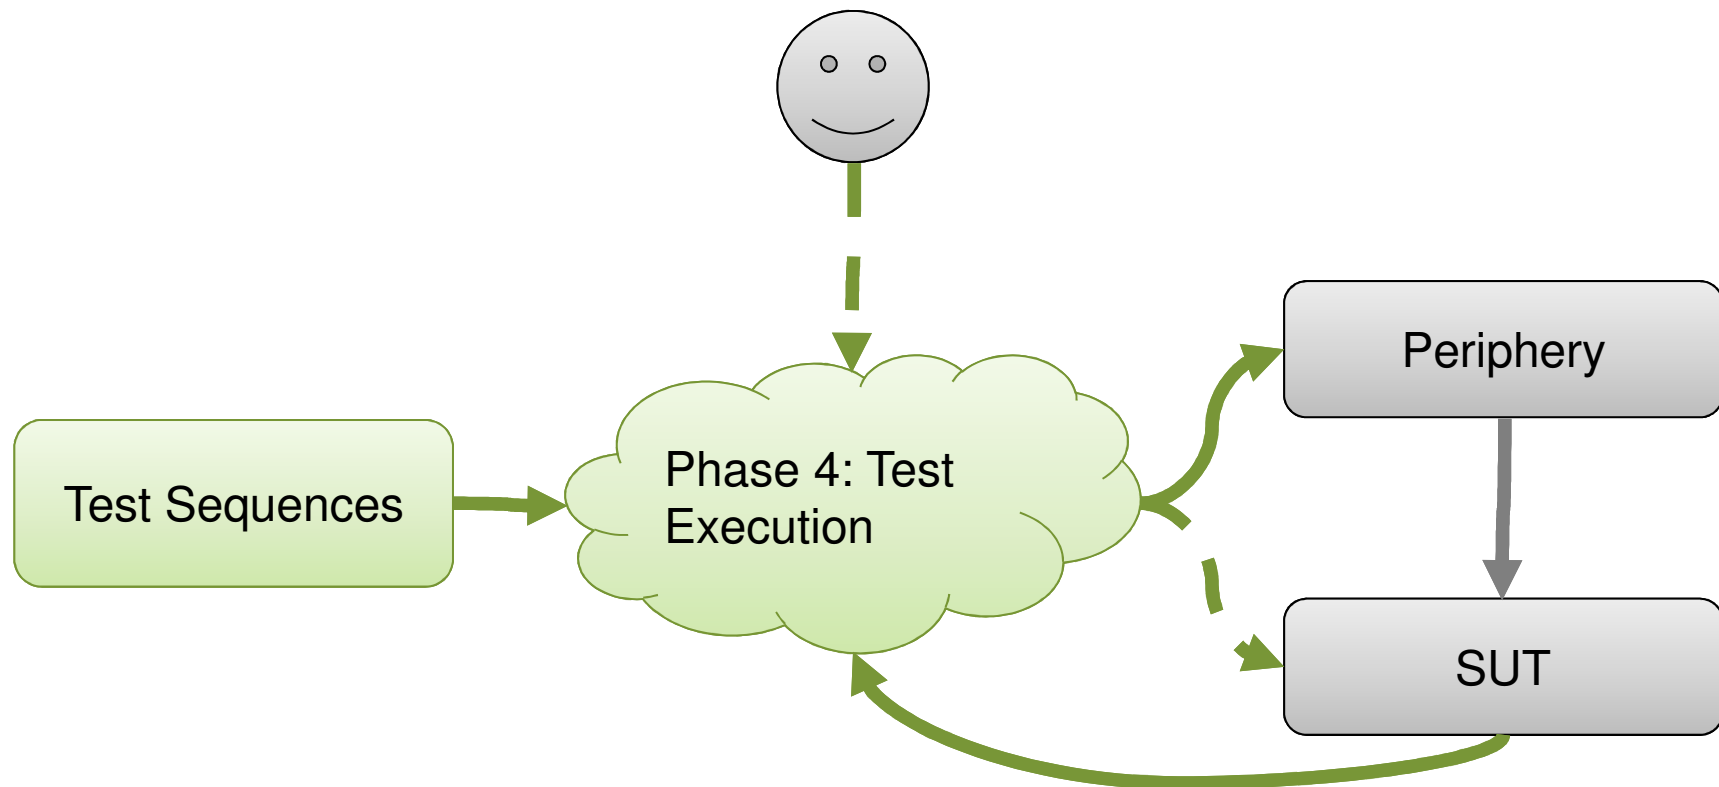 Periphery
Test Sequences
Phase 4: Test
Execution
SUT